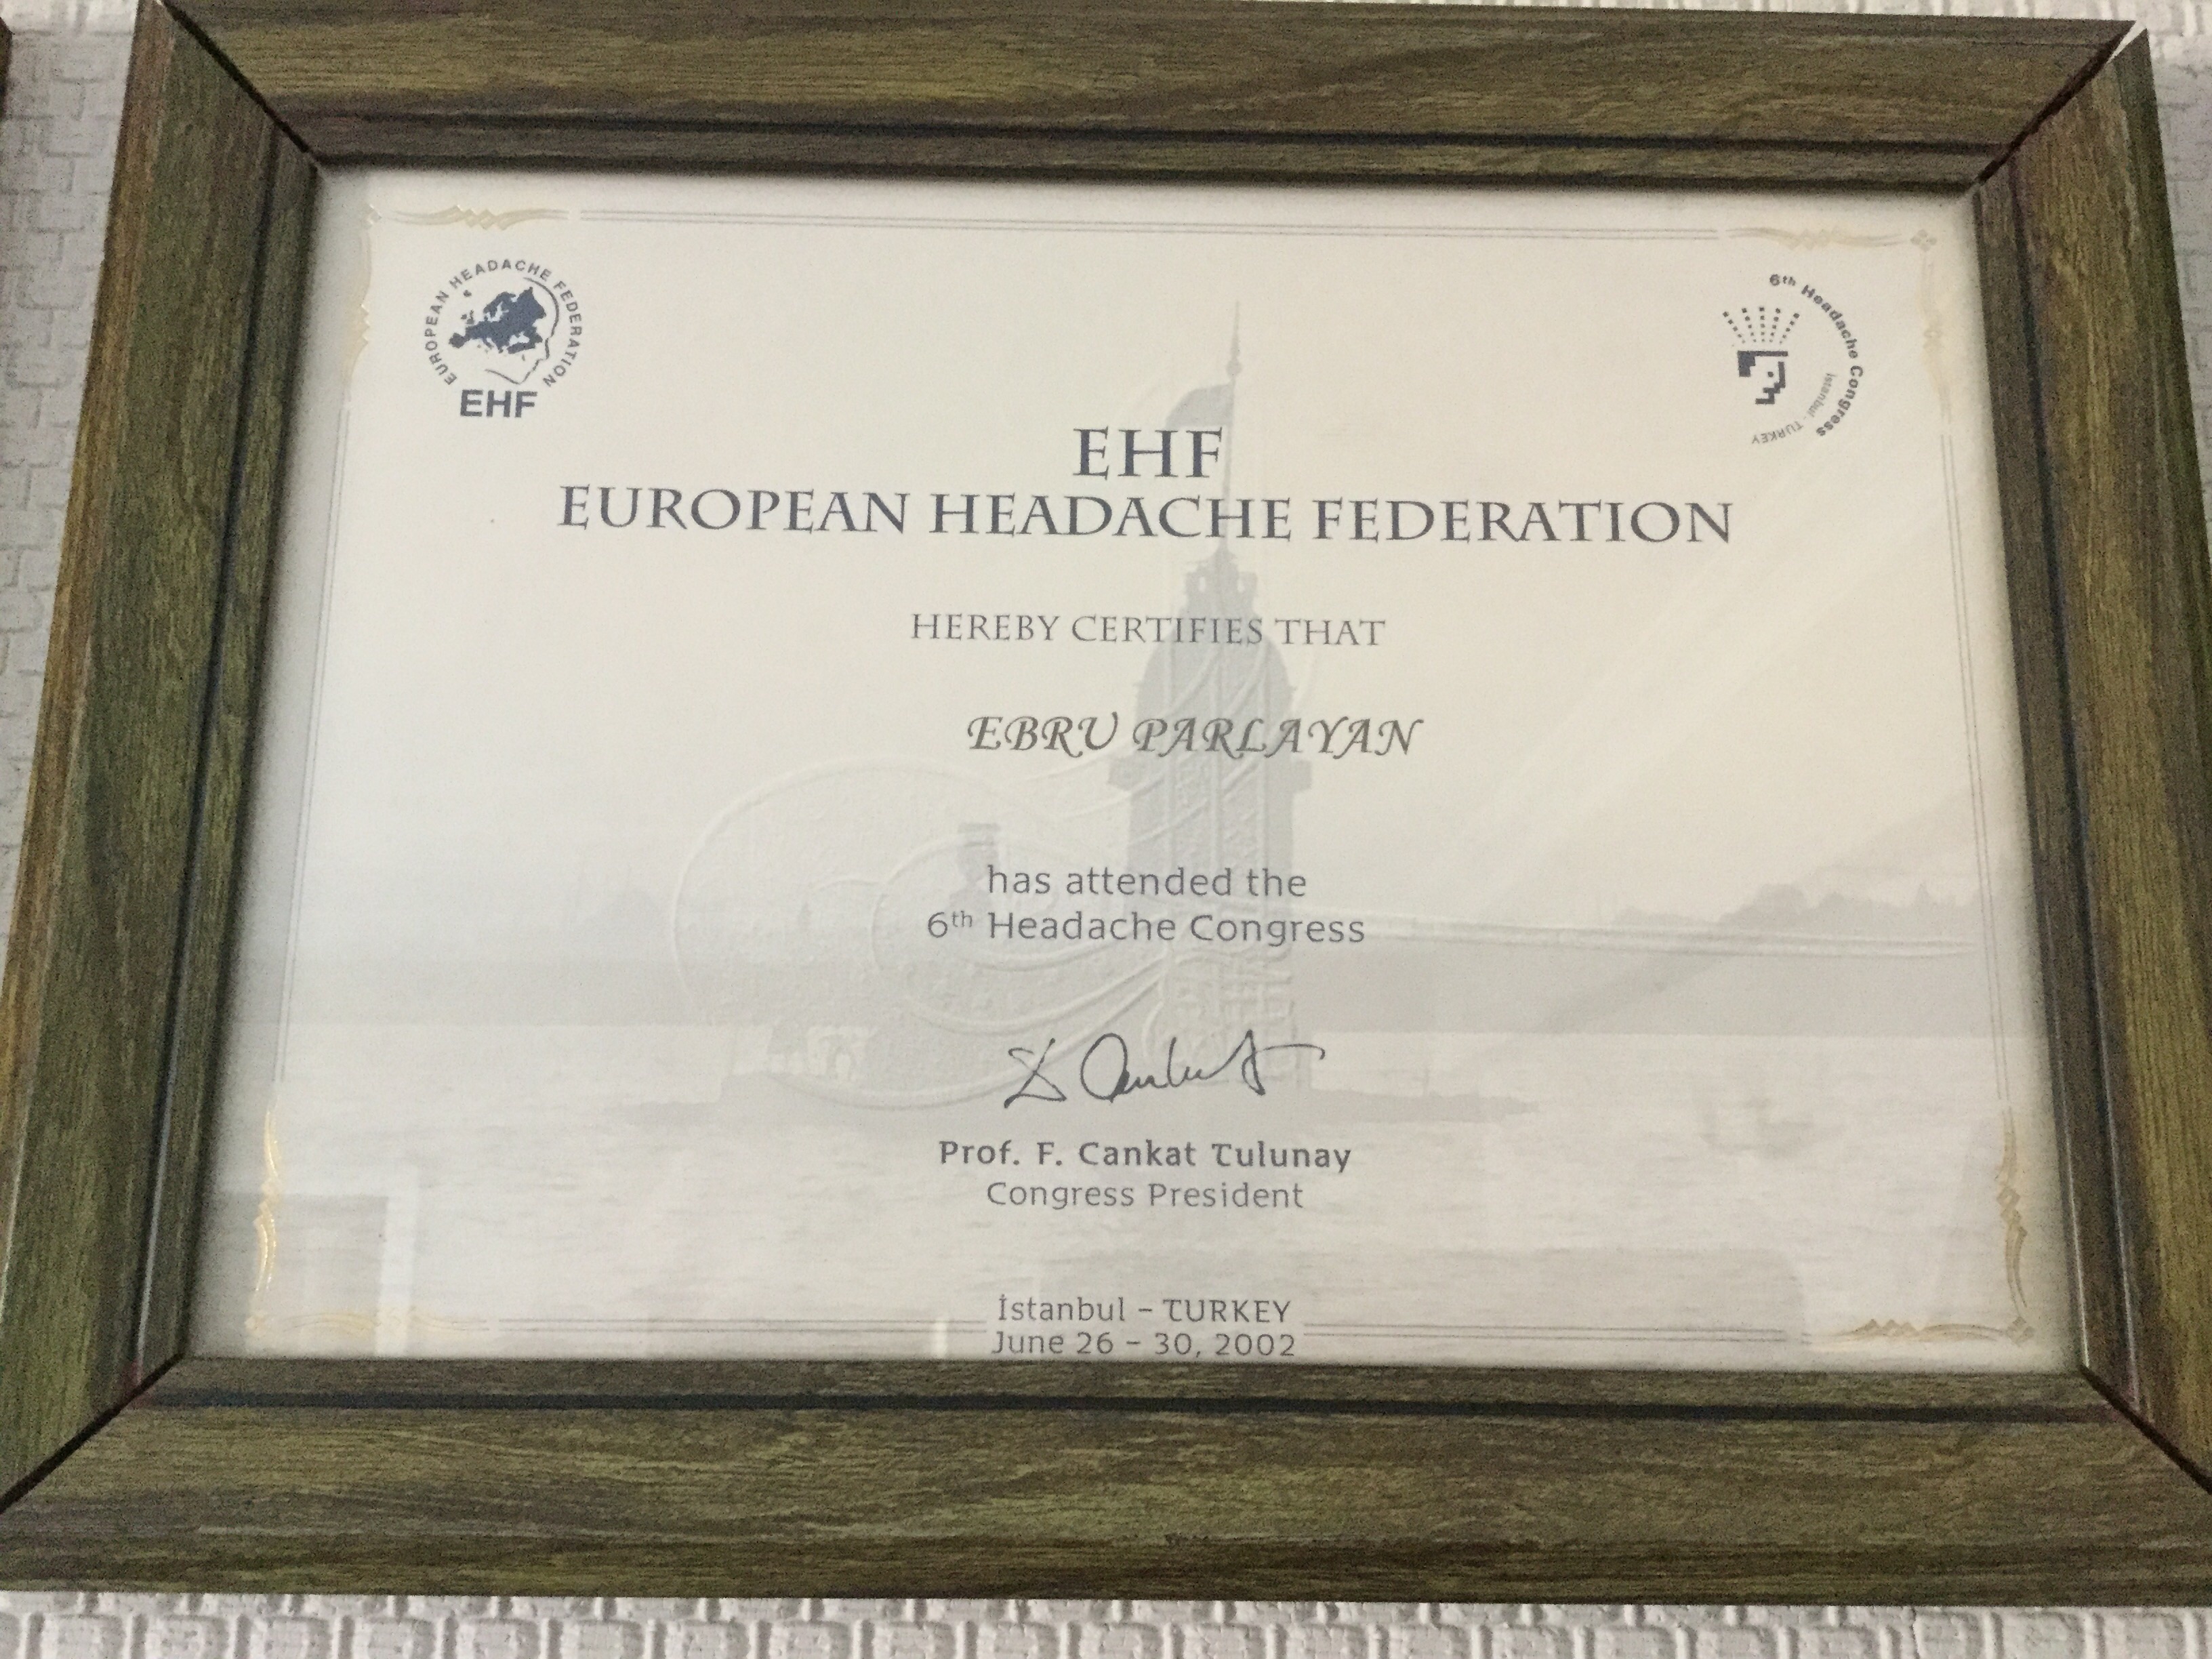 EUROPEAN HEADACHE FEDERATION
EHF
6th Headache Congress
İstanbul - TURKEY
EHF
EUROPEAN HEADACHE FEDERATION
HEREBY CERTIFIES THAT
EBRU PARLAYAN
has attended the
6th Headache Congress
Prof. F. Cankat Tulunay
Congress President
İstanbul – TURKEY
June 26 – 30, 2002